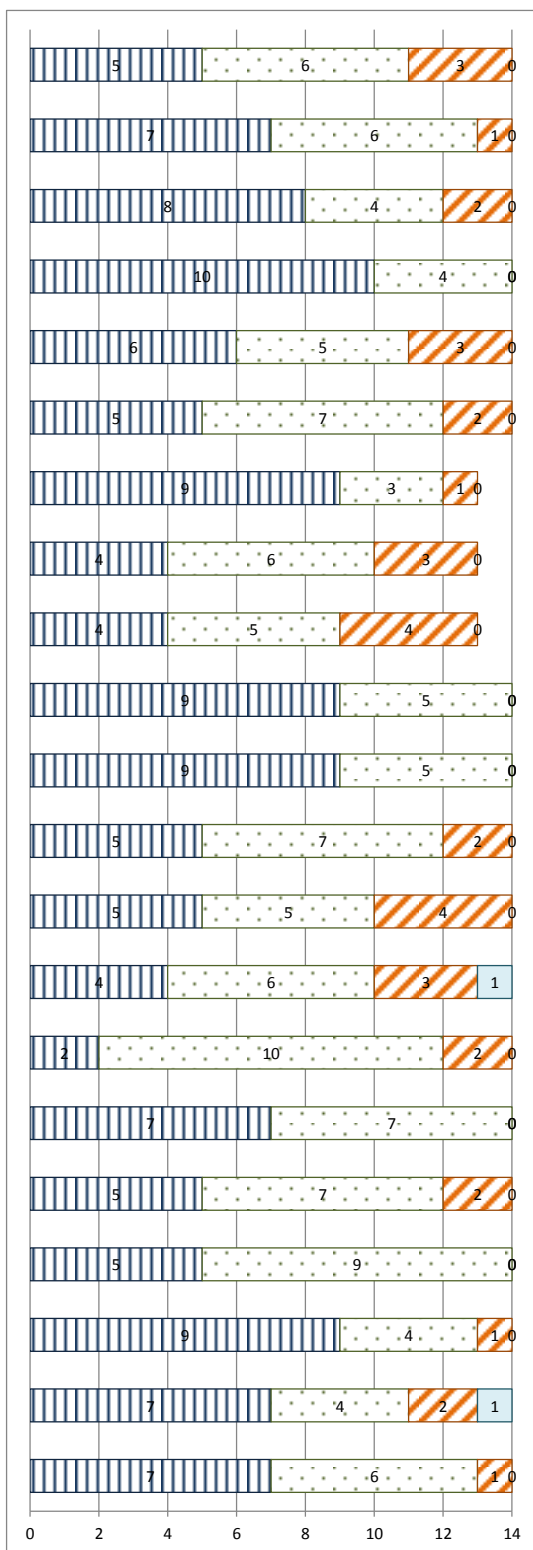 5 6 3 0
7 6 1 0
8 4 2 0
10 4 0
6 5 3 0
5 7 2 0
9 3 1 0
4 6 3 0
4 5 4 0
9 5 0
9 5 0
5 7 2 0
5 5 4 0
4 6 3 1
2 10 2 0
7 7 0
5 7 2 0
5 9 0
9 4 1 0
7 4 2 1
7 6 1 0
0 2 4 6 8 10 12 14